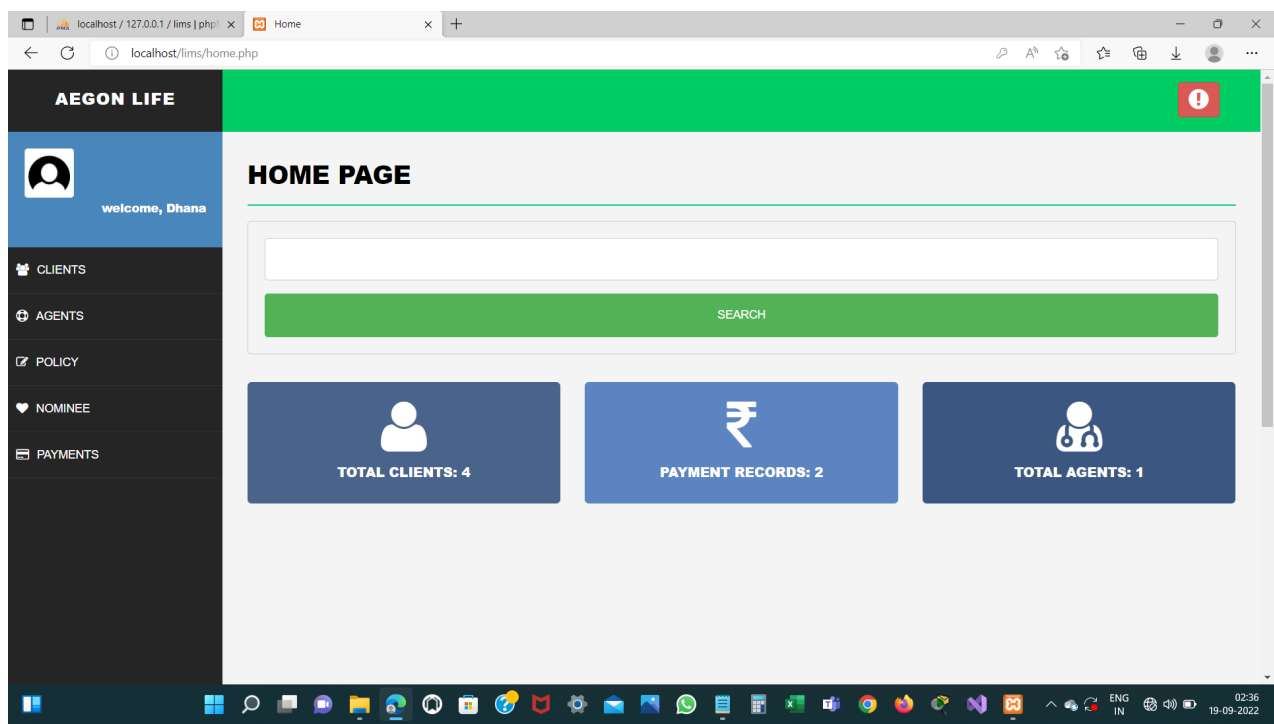 localhost / 127.0.0.1 / lims | php
Home
localhost/lims/home.php
AEGON LIFE
welcome, Dhana
HOME PAGE
CLIENTS
SEARCH
AGENTS
POLICY
NOMINEE
PAYMENTS
TOTAL CLIENTS: 4
PAYMENT RECORDS: 2
TOTAL AGENTS: 1
ENG
IN
02:36
19-09-2022